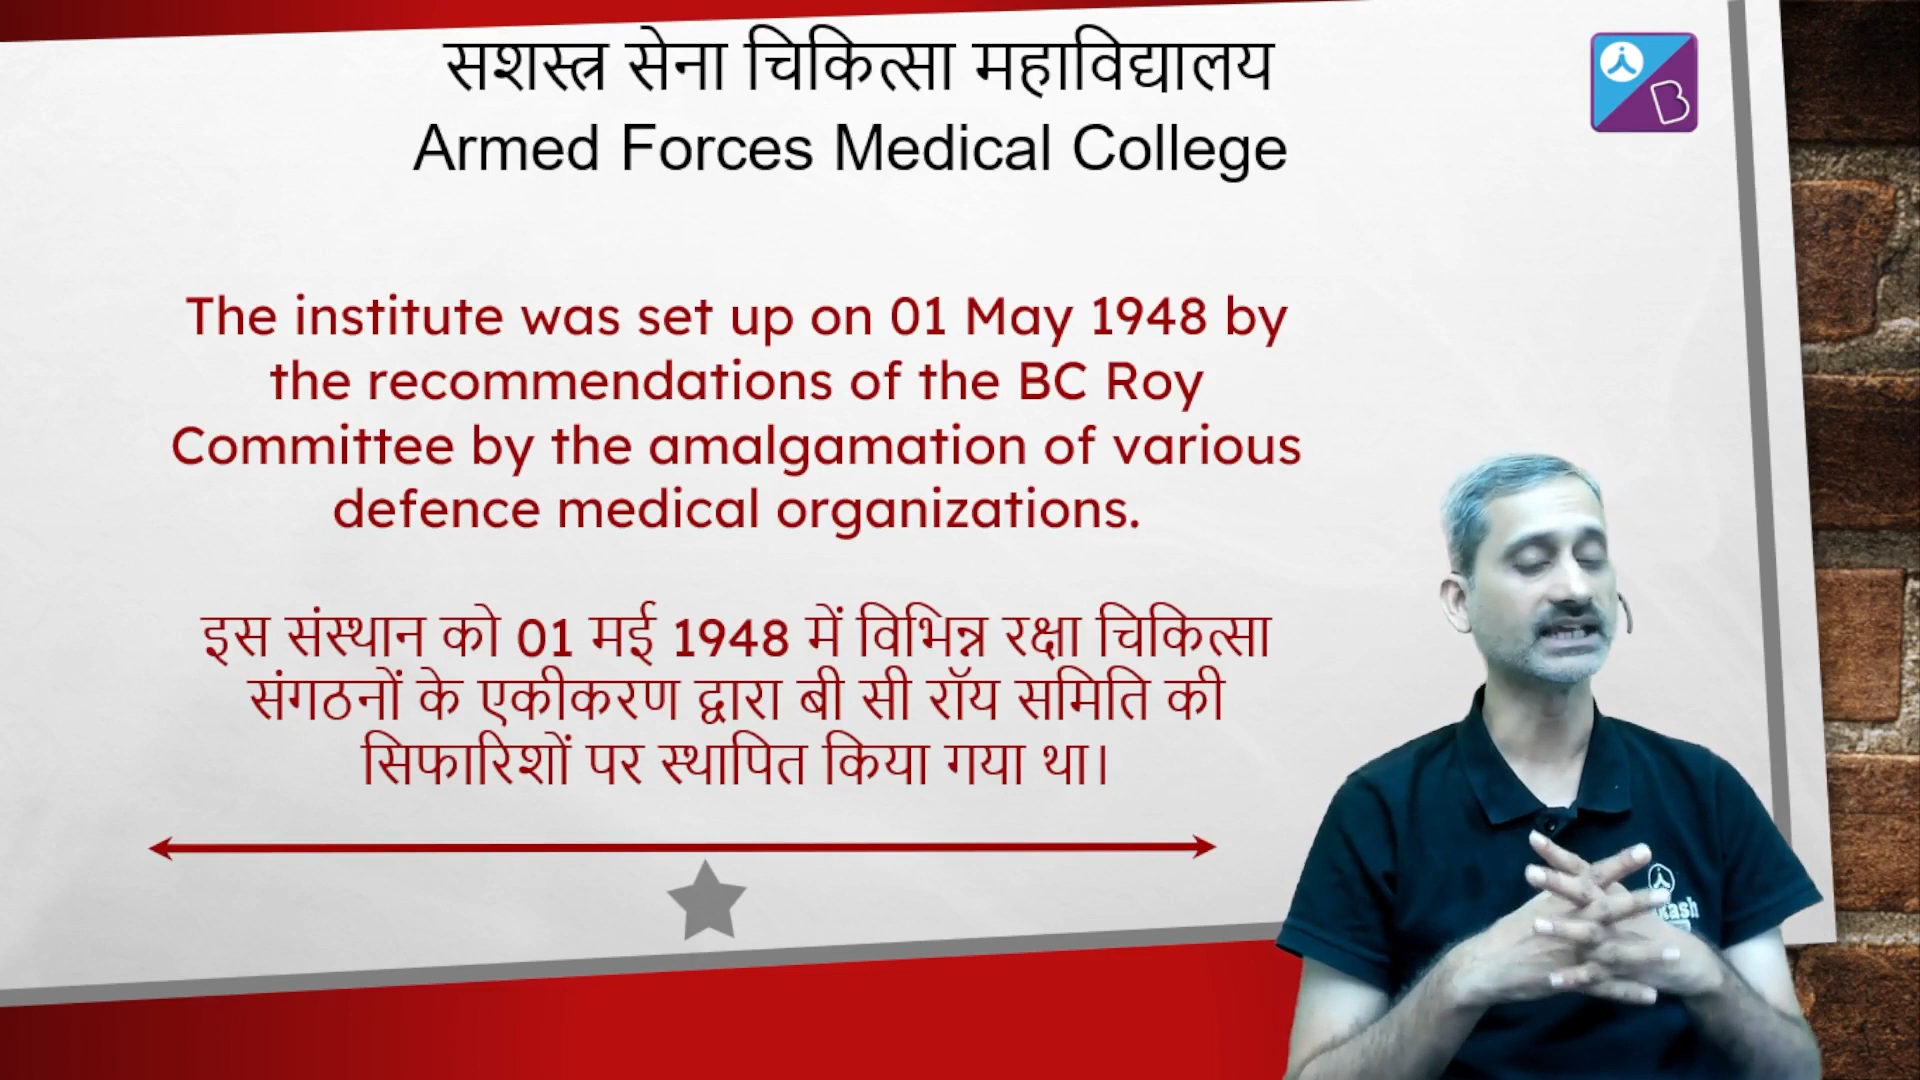 सशस्त्र सेना चिकित्सा महाविद्यालय
Armed Forces Medical College
The institute was set up on 01 May 1948 by
the recommendations of the BC Roy
Committee by the amalgamation of various
defence medical organizations.
इस संस्थान को 01 मई 1948 में विभिन्न रक्षा चिकित्सा
संगठनों के एकीकरण द्वारा बी सी रॉय समिति की
सिफारिशों पर स्थापित किया गया था।
B